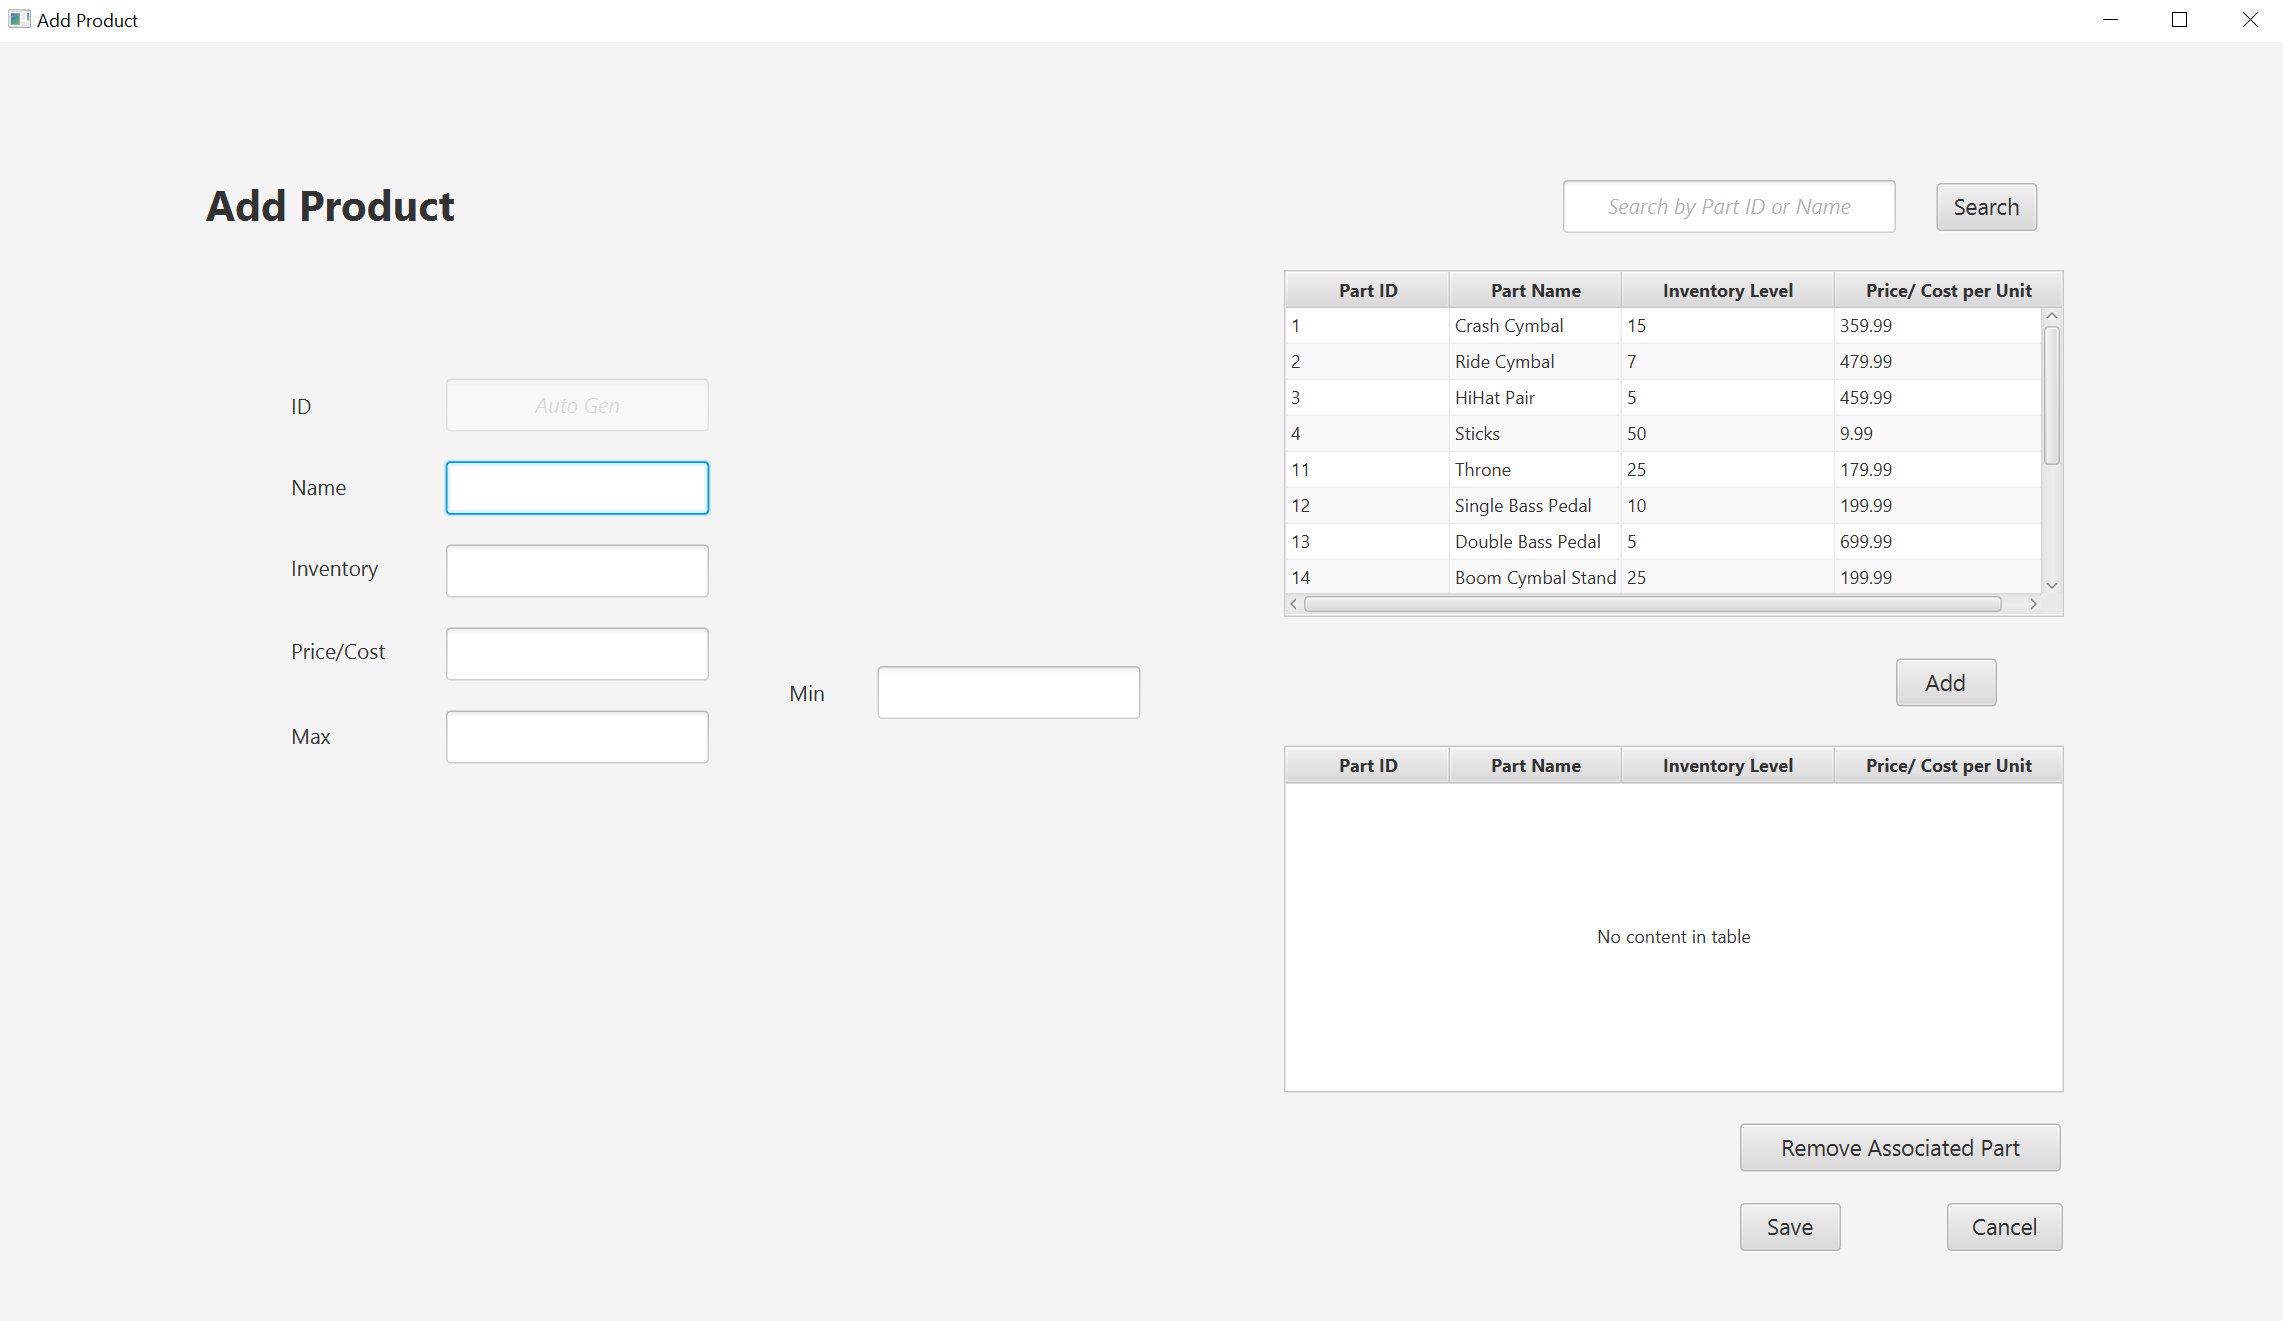 Add Product
Add Product
Search by Part ID or Name Search
ID Auto Gen
Name
Inventory
Price/Cost
Max
Min
Part ID Part Name Inventory Level Price/ Cost per Unit
1 Crash Cymbal 15 359.99
2 Ride Cymbal 7 479.99
3 HiHat Pair 5 459.99
4 Sticks 50 9.99
11 Throne 25 179.99
12 Single Bass Pedal 10 199.99
13 Double Bass Pedal 5 699.99
14 Boom Cymbal Stand 25 199.99
Add
Part ID Part Name Inventory Level Price/ Cost per Unit
No content in table
Remove Associated Part
Save Cancel